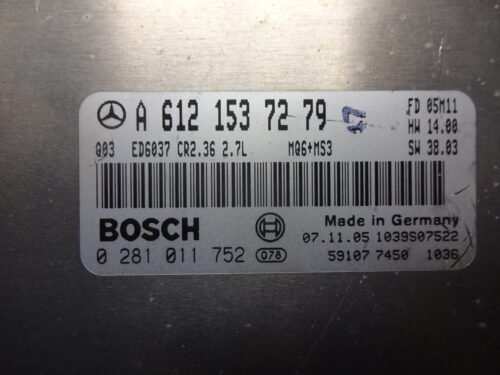 A 612 153 72 79
FD 05M11
HW 14.00
Q03 ED6037 CR2.36 2.7L MQ6+MS3 SW 38.03
BOSCH
Made in Germany
07.11.05 1039S07522
0 281 011 752 078
59107 7450 1036